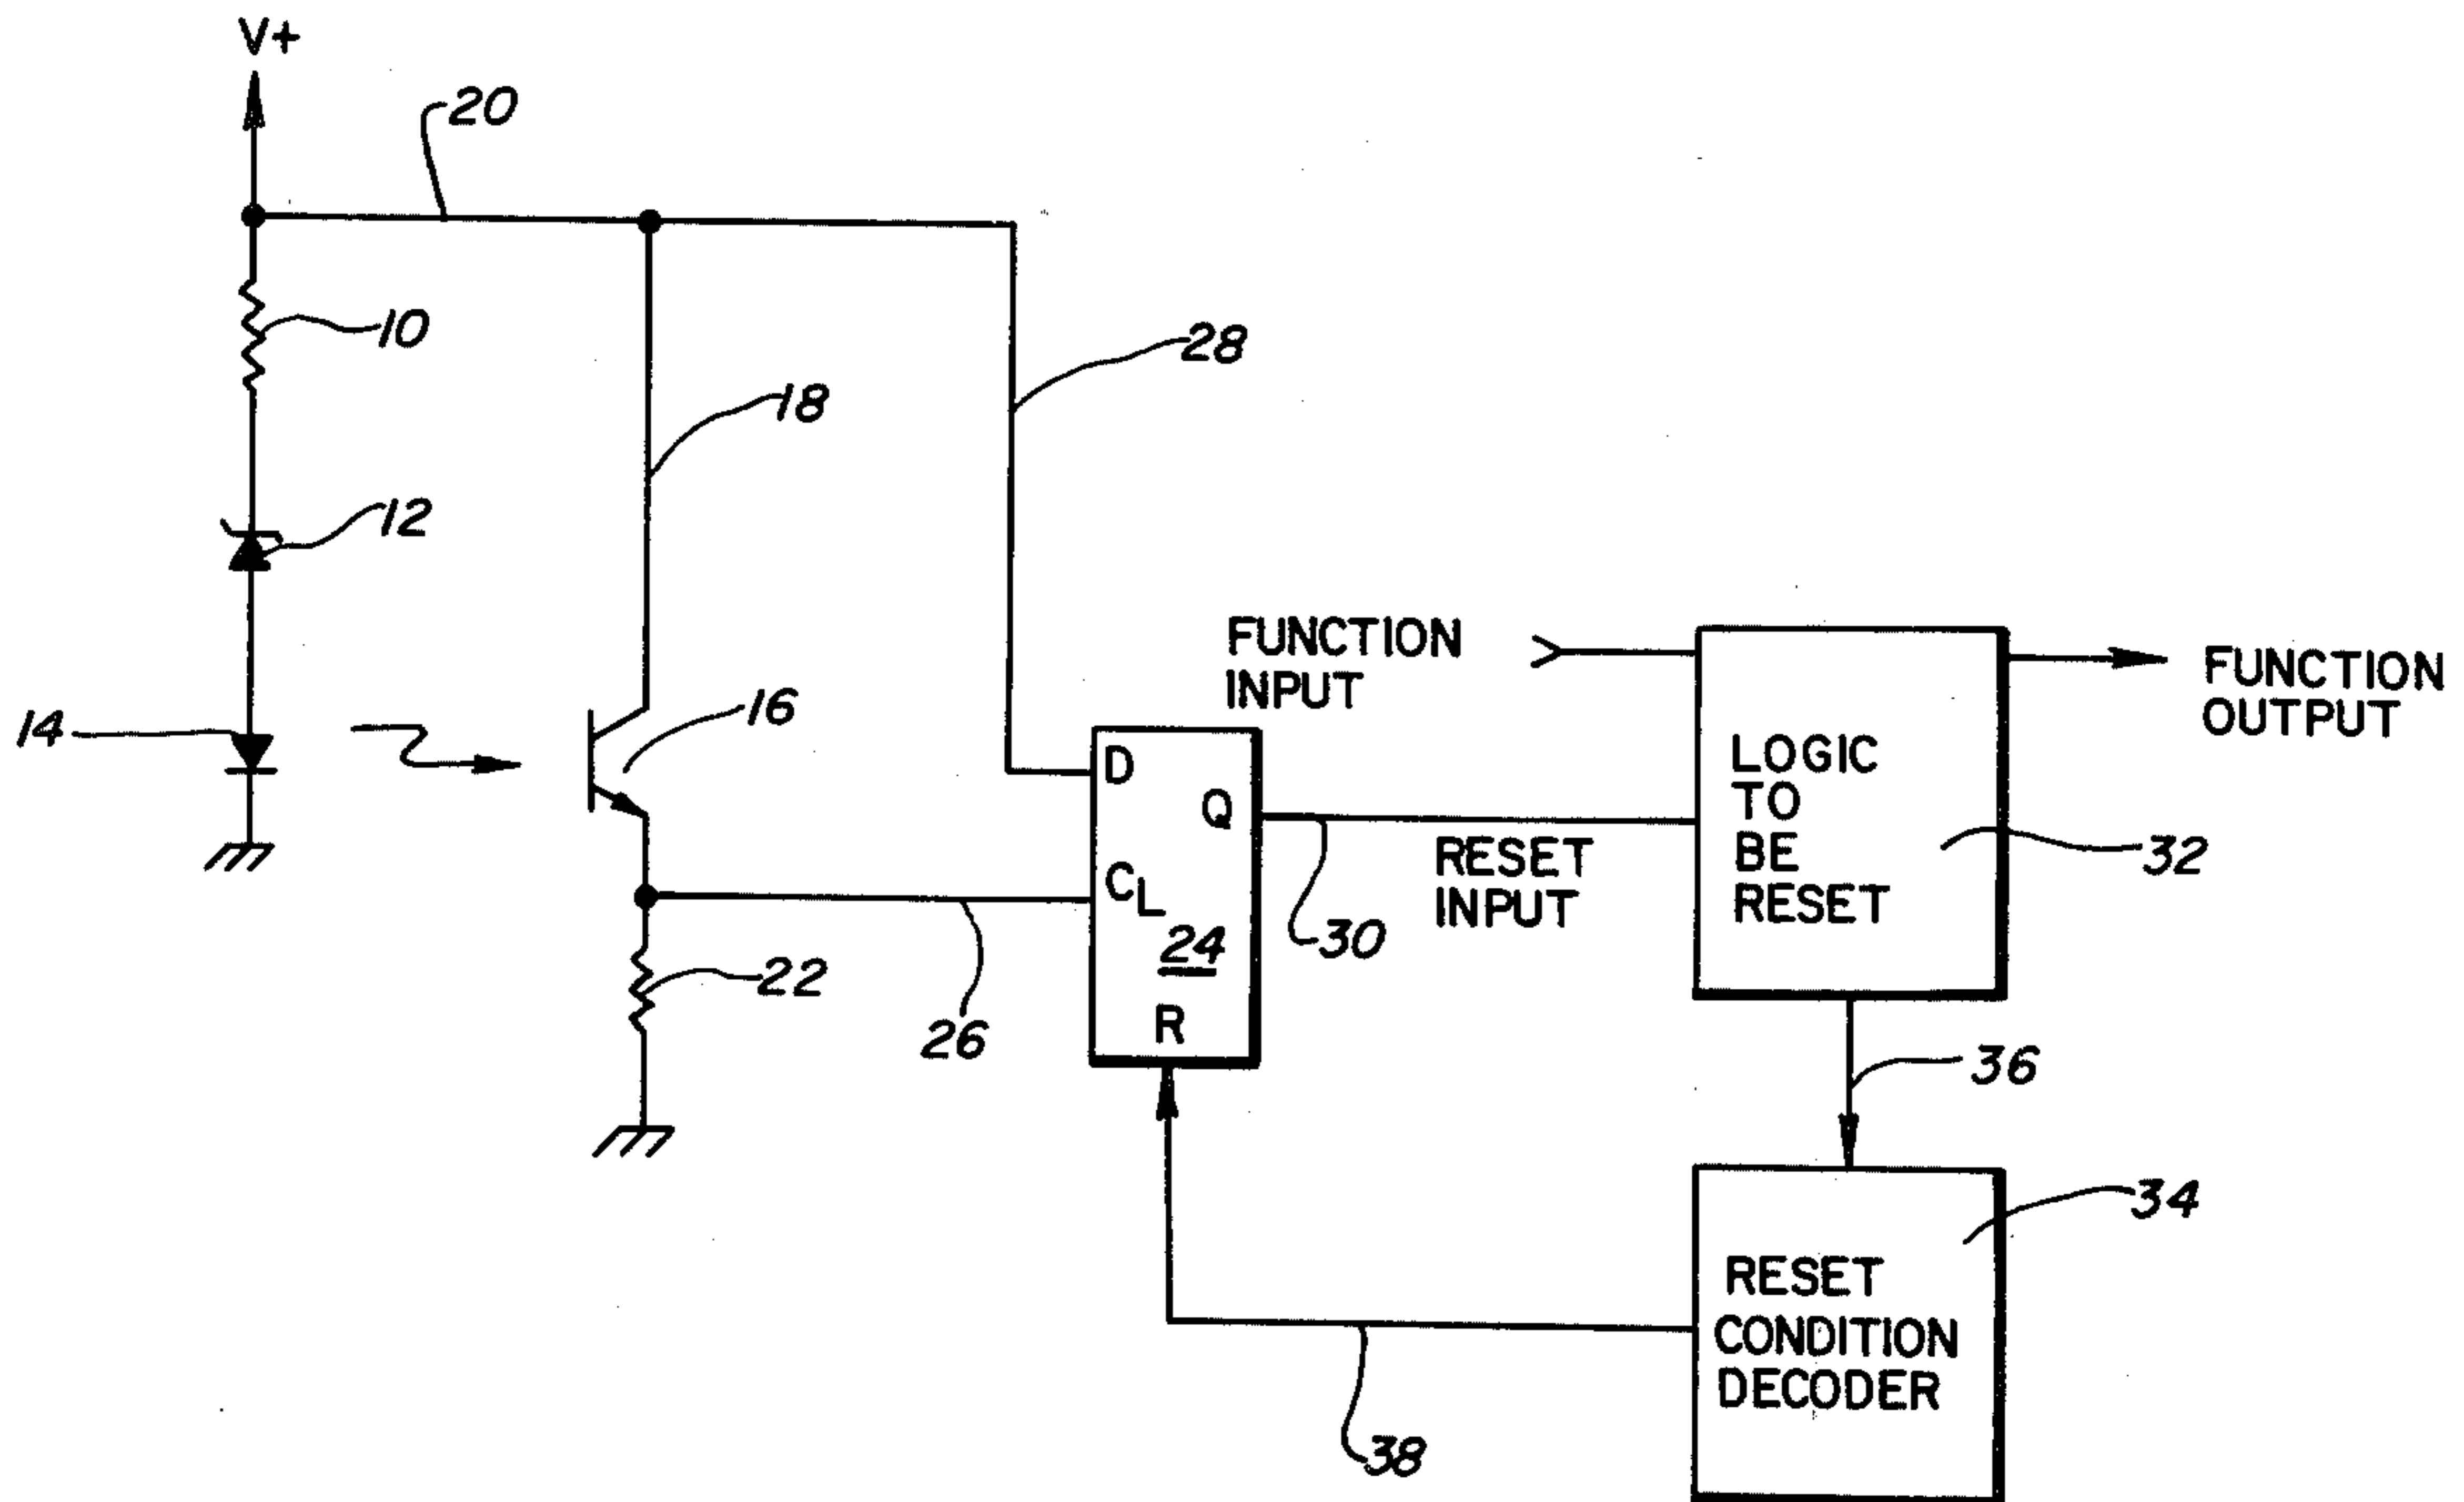 V+
20
10
28
18
12
FUNCTION
INPUT
FUNCTION
OUTPUT
14
16
D
Q
LOGIC
TO
BE
RESET
RESET
INPUT
32
CL
24
30
22
R
26
36
34
RESET
CONDITION
DECODER
38